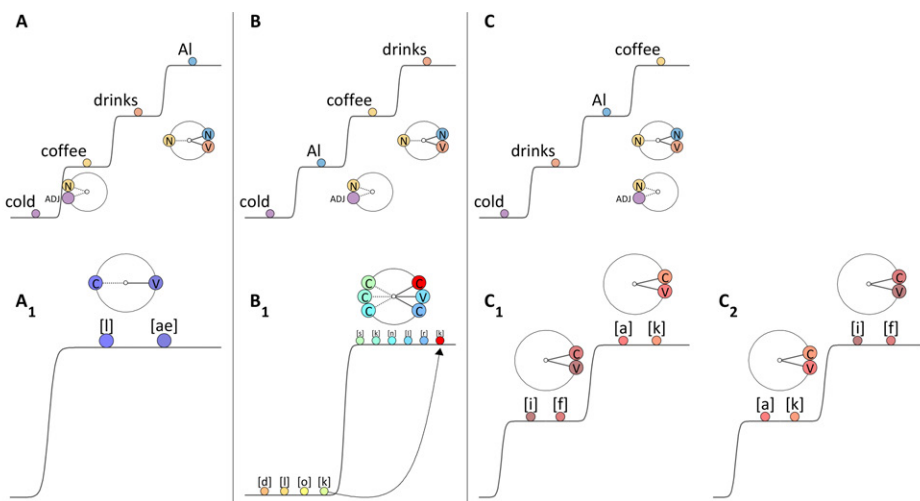 A
Al
drinks
coffee
cold
N
N
V
N
ADJ
B
drinks
coffee
Al
cold
N
N
V
N
ADJ
C
coffee
Al
drinks
cold
N
N
V
N
ADJ
A1
C
V
[l]
[ae]
B1
C
C
C
C
V
C
[s] [k] [n] [l] [r] [k]
[d] [l] [o] [k]
C1
C
V
[a] [k]
C
V
[i] [f]
C2
C
V
[i] [f]
C
V
[a] [k]